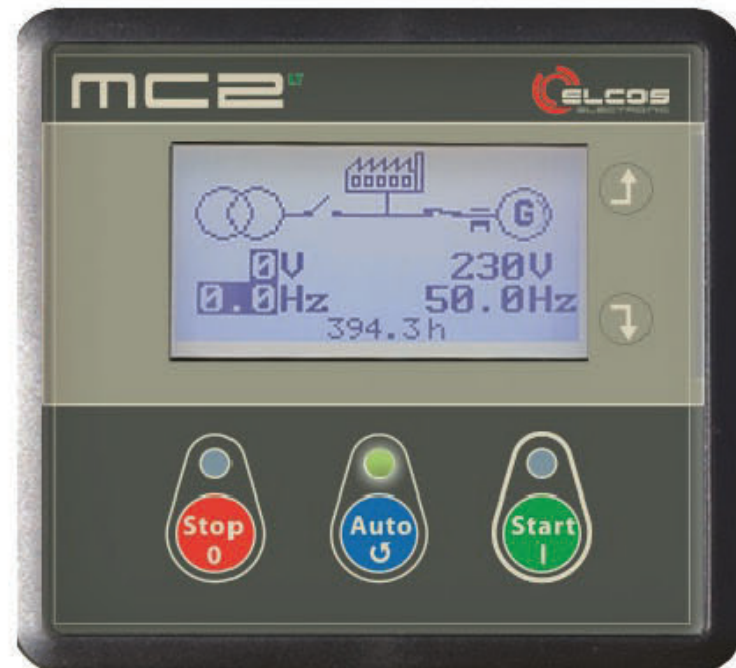 mc2 LT
ELCOS
ELECTRONIC
G
0V 230V
0.0Hz 50.0Hz
394.3h
Stop
0
Auto
Start
I